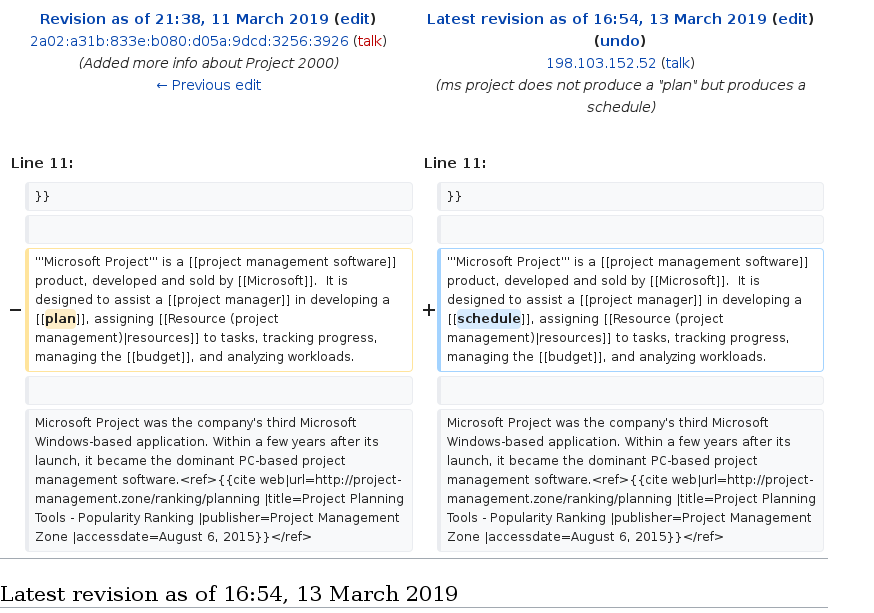 Revision as of 21:38, 11 March 2019 (edit)
2a02:a31b:833e:b080:d05a:9dcd:3256:3926 (talk)
(Added more info about Project 2000)
← Previous edit
Latest revision as of 16:54, 13 March 2019 (edit)
(undo)
198.103.152.52 (talk)
(ms project does not produce a "plan" but produces a
schedule)
Line 11:
Line 11:
}}
}}
−
'''Microsoft Project''' is a [[project management software]]
product, developed and sold by [[Microsoft]].  It is
designed to assist a [[project manager]] in developing a
[[plan]], assigning [[Resource (project
management)|resources]] to tasks, tracking progress,
managing the [[budget]], and analyzing workloads.
+
'''Microsoft Project''' is a [[project management software]]
product, developed and sold by [[Microsoft]].  It is
designed to assist a [[project manager]] in developing a
[[schedule]], assigning [[Resource (project
management)|resources]] to tasks, tracking progress,
managing the [[budget]], and analyzing workloads.
Microsoft Project was the company's third Microsoft
Windows-based application. Within a few years after its
launch, it became the dominant PC-based project
management software.<ref>{{cite web|url=http://project-
management.zone/ranking/planning |title=Project Planning
Tools - Popularity Ranking |publisher=Project Management
Zone |accessdate=August 6, 2015}}</ref>
Microsoft Project was the company's third Microsoft
Windows-based application. Within a few years after its
launch, it became the dominant PC-based project
management software.<ref>{{cite web|url=http://project-
management.zone/ranking/planning |title=Project Planning
Tools - Popularity Ranking |publisher=Project Management
Zone |accessdate=August 6, 2015}}</ref>
Latest revision as of 16:54, 13 March 2019